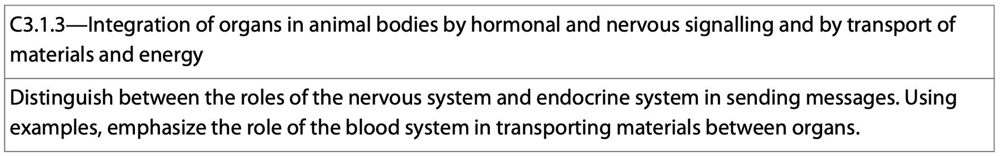 C3.1.3—Integration of organs in animal bodies by hormonal and nervous signalling and by transport of
materials and energy
Distinguish between the roles of the nervous system and endocrine system in sending messages. Using
examples, emphasize the role of the blood system in transporting materials between organs.